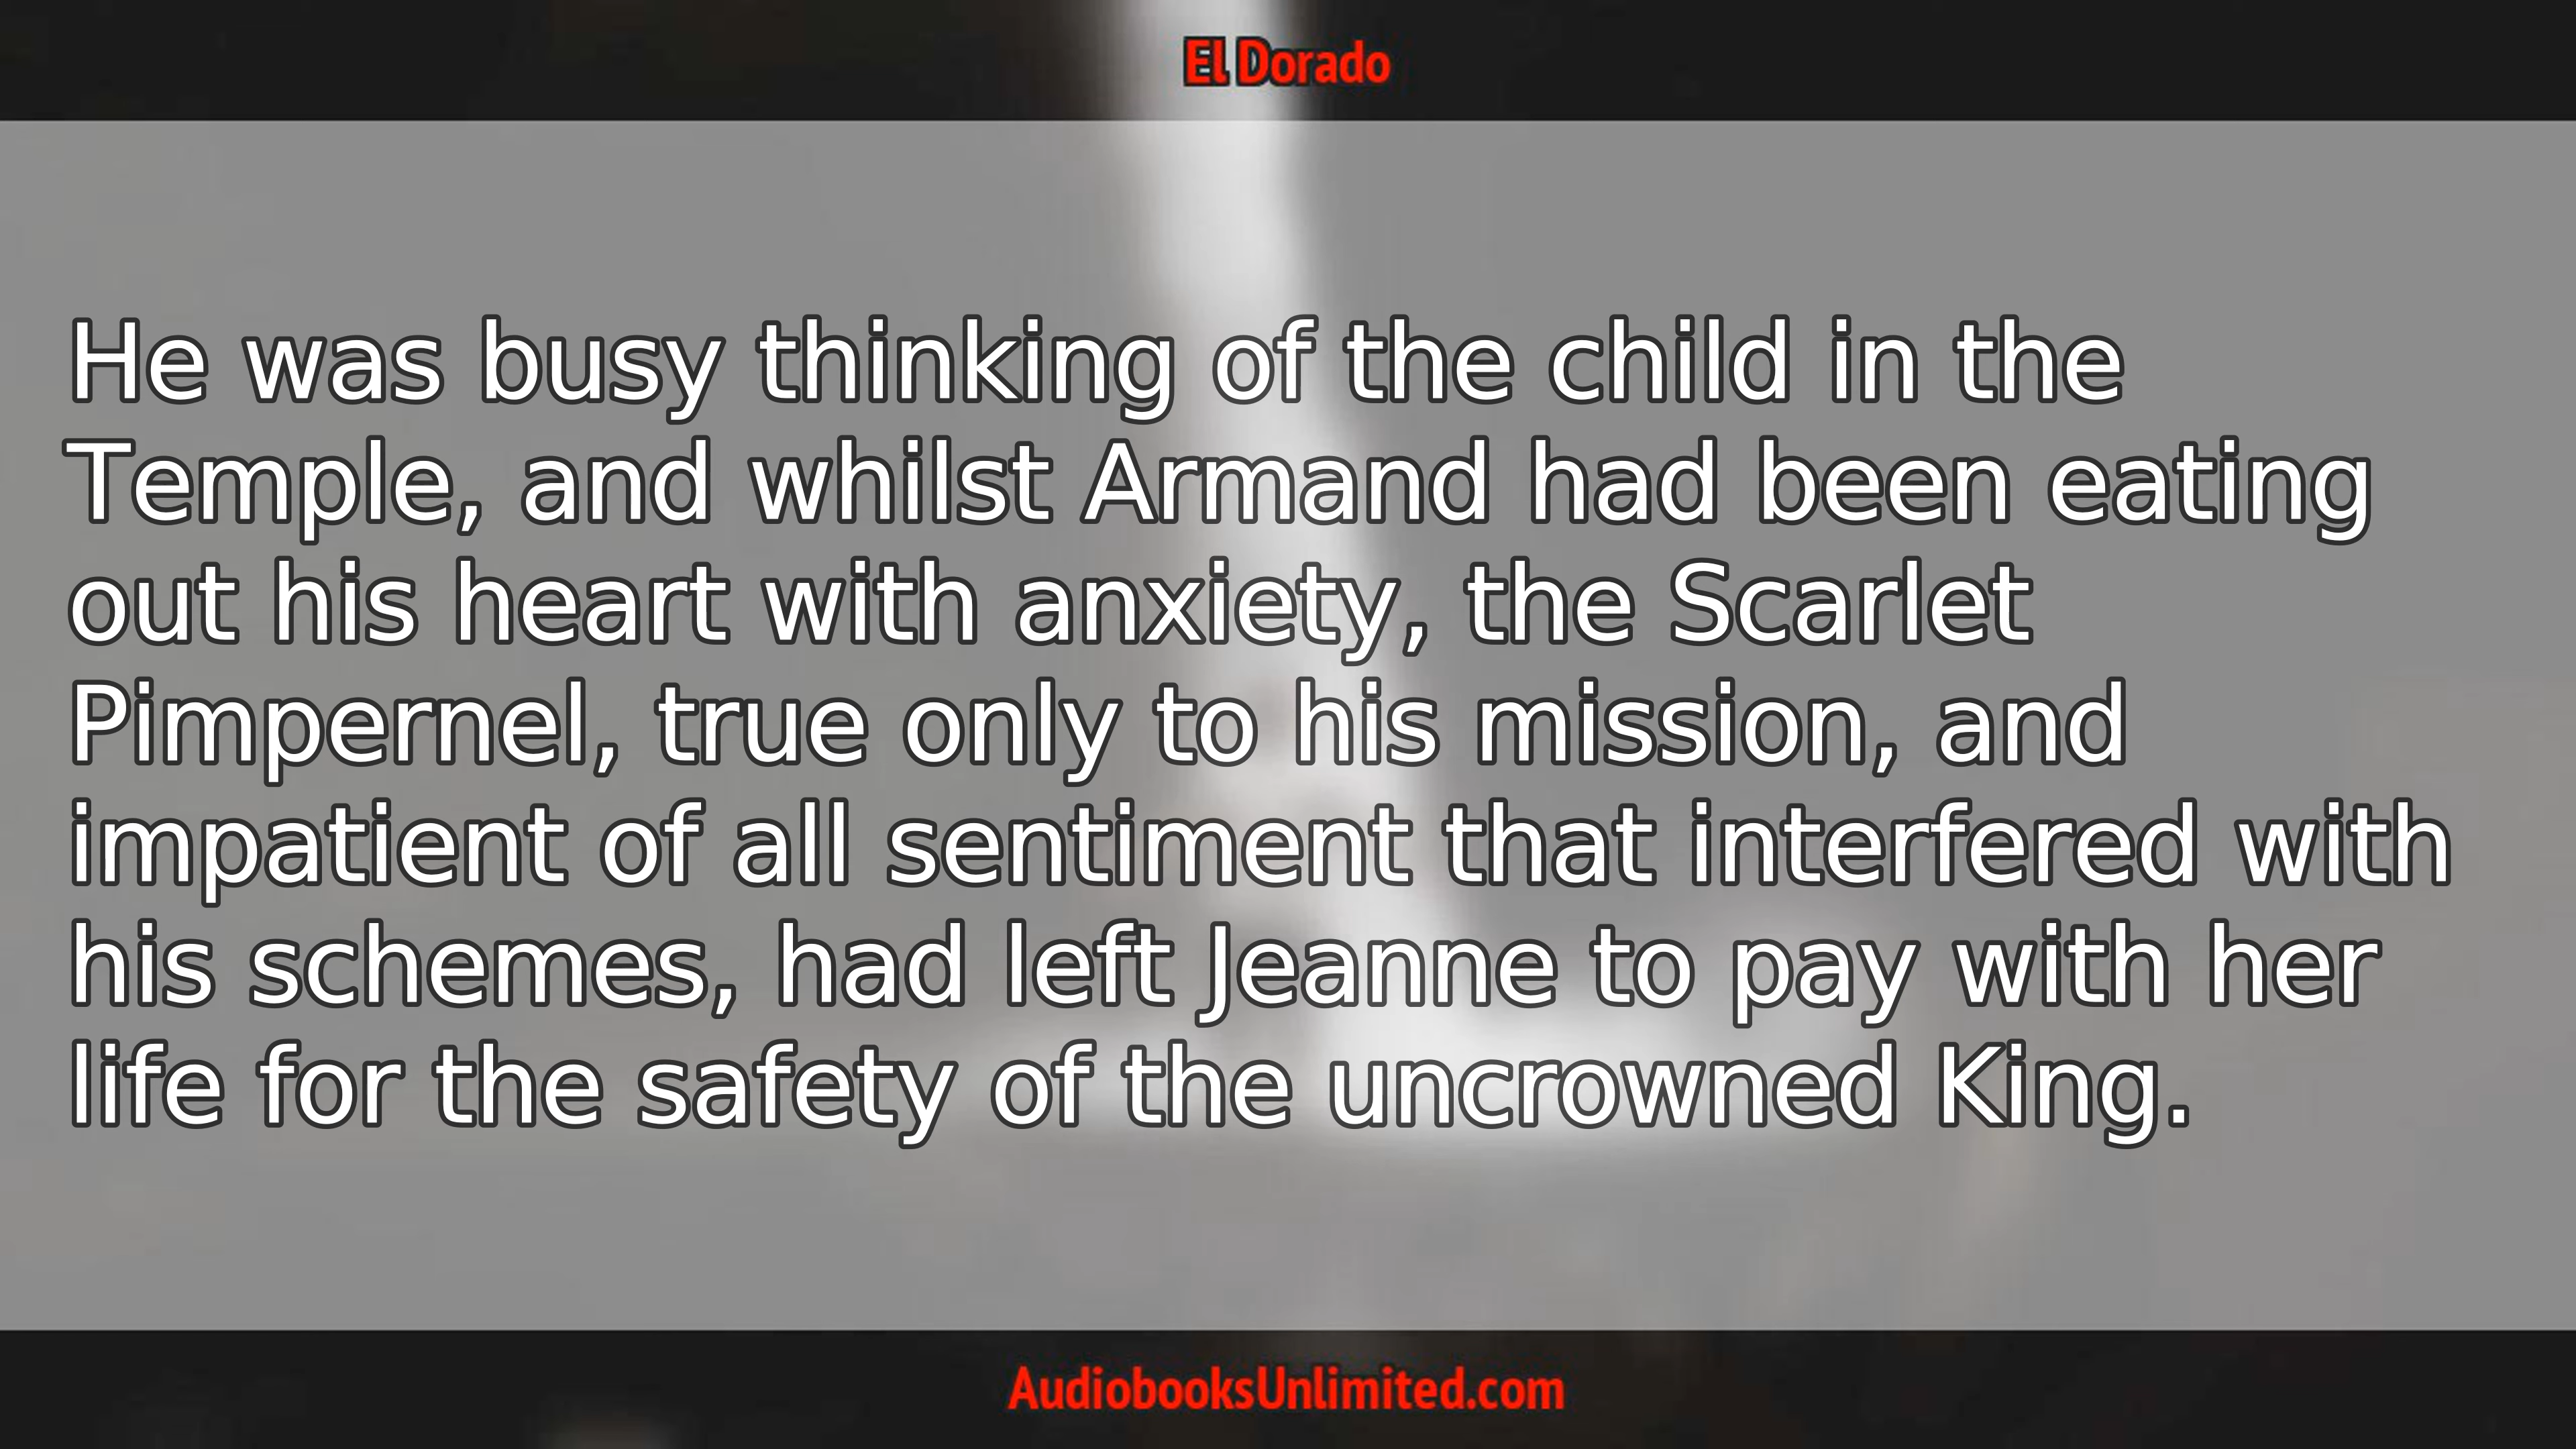 El Dorado
He was busy thinking of the child in the
Temple, and whilst Armand had been eating
out his heart with anxiety, the Scarlet
Pimpernel, true only to his mission, and
impatient of all sentiment that interfered with
his schemes, had left Jeanne to pay with her
life for the safety of the uncrowned King.
AudiobooksUnlimited.com